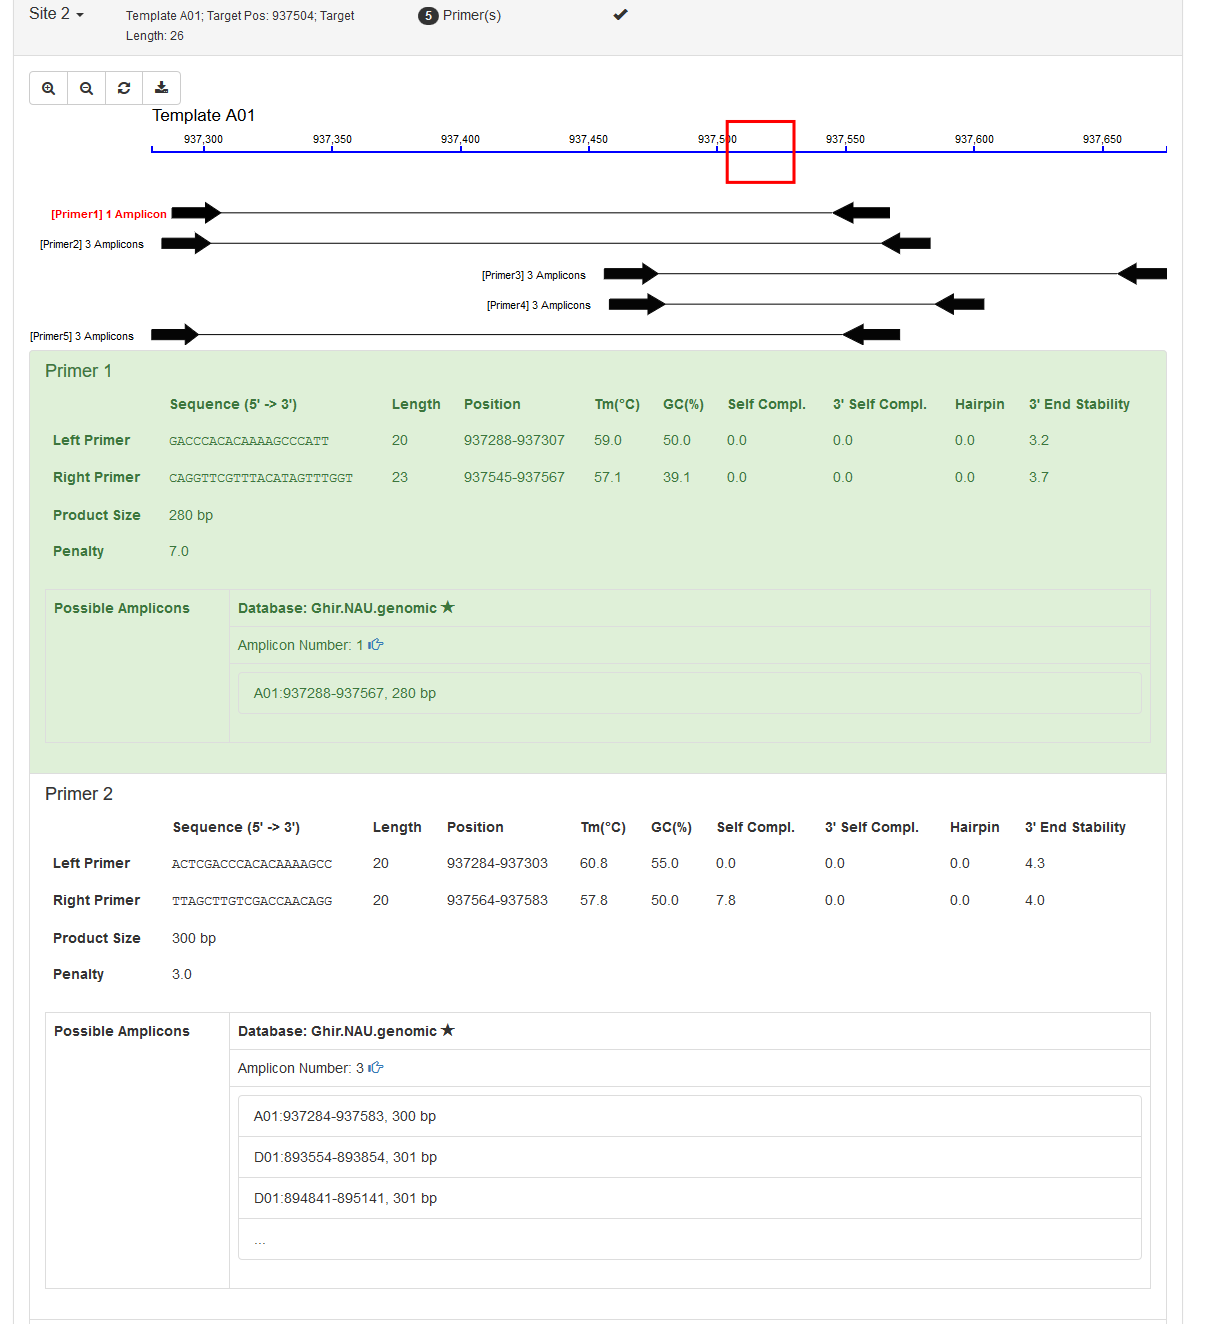 Site 2
Template A01; Target Pos: 937504; Target
Length: 26
5 Primer(s)
Template A01
937,300 937,350 937,400 937,450 937,500 937,550 937,600 937,650
[Primer1] 1 Amplicon
[Primer2] 3 Amplicons
[Primer3] 3 Amplicons
[Primer4] 3 Amplicons
[Primer5] 3 Amplicons
Primer 1
Sequence (5' -> 3') Length Position Tm(°C) GC(%) Self Compl. 3' Self Compl. Hairpin 3' End Stability
Left Primer GACCCACACAAAAGCCCATT 20 937288-937307 59.0 50.0 0.0 0.0 0.0 3.2
Right Primer CAGGTTCGTTTACATAGTTTGGT 23 937545-937567 57.1 39.1 0.0 0.0 0.0 3.7
Product Size 280 bp
Penalty 7.0
Possible Amplicons Database: Ghir.NAU.genomic
Amplicon Number: 1
A01:937288-937567, 280 bp
Primer 2
Sequence (5' -> 3') Length Position Tm(°C) GC(%) Self Compl. 3' Self Compl. Hairpin 3' End Stability
Left Primer ACTCGACCCACACAAAAGCC 20 937284-937303 60.8 55.0 0.0 0.0 0.0 4.3
Right Primer TTAGCTTGTCGACCAACAGG 20 937564-937583 57.8 50.0 7.8 0.0 0.0 4.0
Product Size 300 bp
Penalty 3.0
Possible Amplicons Database: Ghir.NAU.genomic
Amplicon Number: 3
A01:937284-937583, 300 bp
D01:893554-893854, 301 bp
D01:894841-895141, 301 bp
...